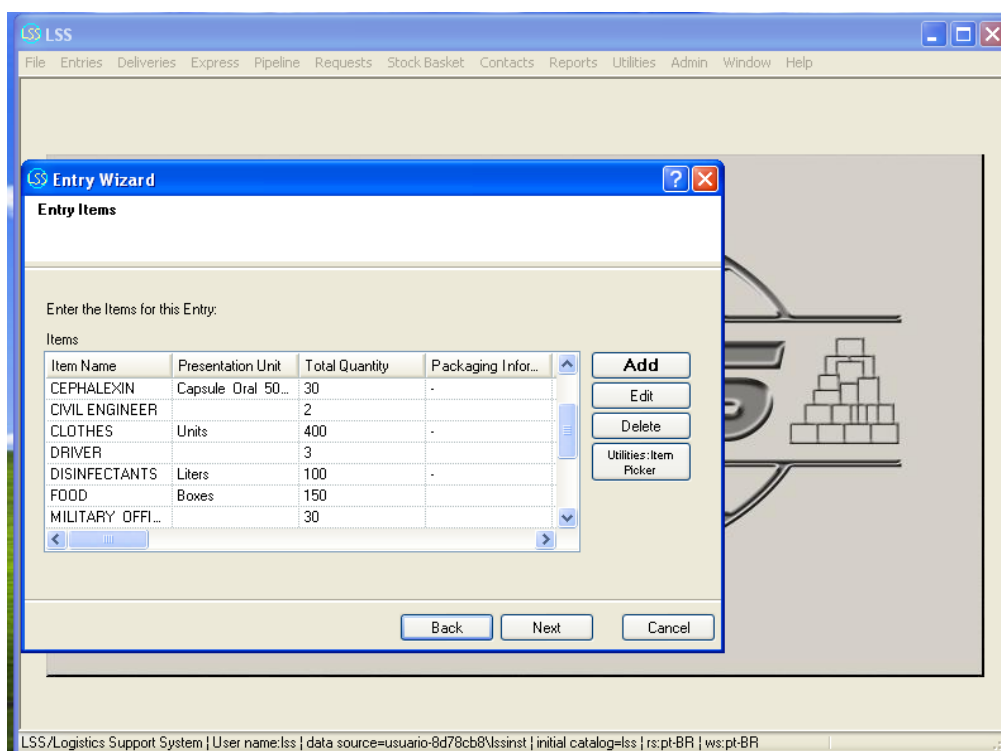 LSS LSS
File Entries Deliveries Express Pipeline Requests Stock Basket Contacts Reports Utilities Admin Window Help
LSS Entry Wizard
Entry Items
Enter the Items for this Entry:
Items
Item Name Presentation Unit Total Quantity Packaging Infor...
CEPHALEXIN Capsule Oral 50... 30 -
CIVIL ENGINEER 2
CLOTHES Units 400 -
DRIVER 3
DISINFECTANTS Liters 100 -
FOOD Boxes 150
MILITARY OFFI... 30
Add
Edit
Delete
Utilities:Item
Picker
Back Next Cancel
LSS/Logistics Support System | User name:lss | data source=usuario-8d78cb8\lssinst | initial catalog=lss | rs:pt-BR | ws:pt-BR